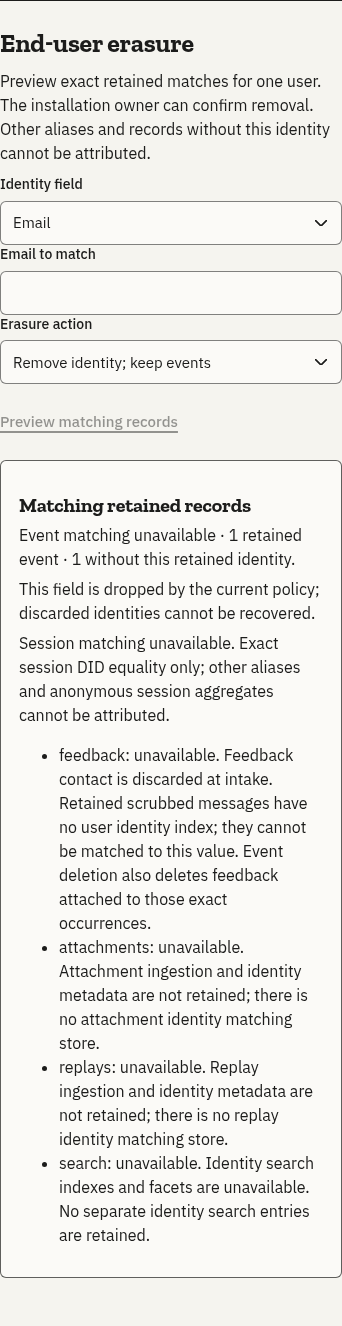 End-user erasure
Preview exact retained matches for one user.
The installation owner can confirm removal.
Other aliases and records without this identity
cannot be attributed.
Identity field
Email
Email to match
Erasure action
Remove identity; keep events
Preview matching records
Matching retained records
Event matching unavailable · 1 retained
event · 1 without this retained identity.
This field is dropped by the current policy;
discarded identities cannot be recovered.
Session matching unavailable. Exact
session DID equality only; other aliases
and anonymous session aggregates
cannot be attributed.
• feedback: unavailable. Feedback
contact is discarded at intake.
Retained scrubbed messages have
no user identity index; they cannot
be matched to this value. Event
deletion also deletes feedback
attached to those exact
occurrences.
• attachments: unavailable.
Attachment ingestion and identity
metadata are not retained; there is
no attachment identity matching
store.
• replays: unavailable. Replay
ingestion and identity metadata are
not retained; there is no replay
identity matching store.
• search: unavailable. Identity search
indexes and facets are unavailable.
No separate identity search entries
are retained.